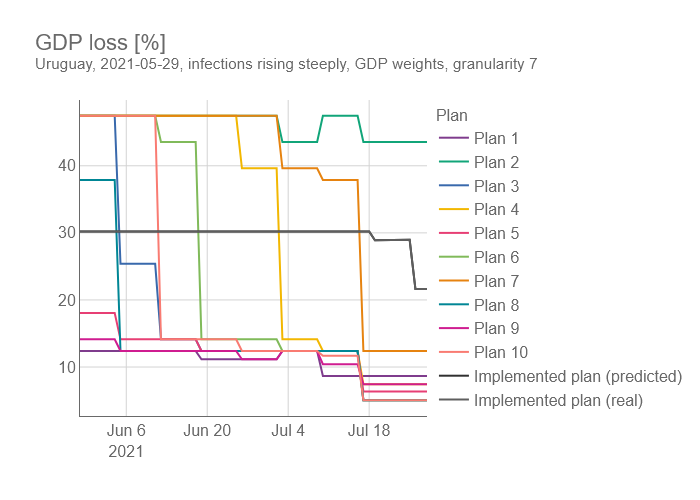 GDP loss [%]
Uruguay, 2021-05-29, infections rising steeply, GDP weights, granularity 7
Plan
Plan 1
Plan 2
Plan 3
Plan 4
Plan 5
Plan 6
Plan 7
Plan 8
Plan 9
Plan 10
Implemented plan (predicted)
Implemented plan (real)
40
30
20
10
Jun 6
2021
Jun 20
Jul 4
Jul 18